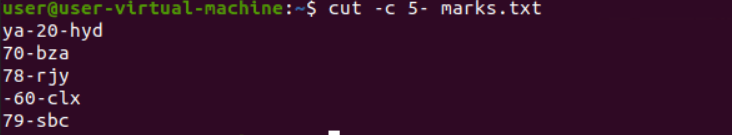 user@user-virtual-machine:~$ cut -c 5- marks.txt
ya-20-hyd
70-bza
78-rjy
-60-clx
79-sbc